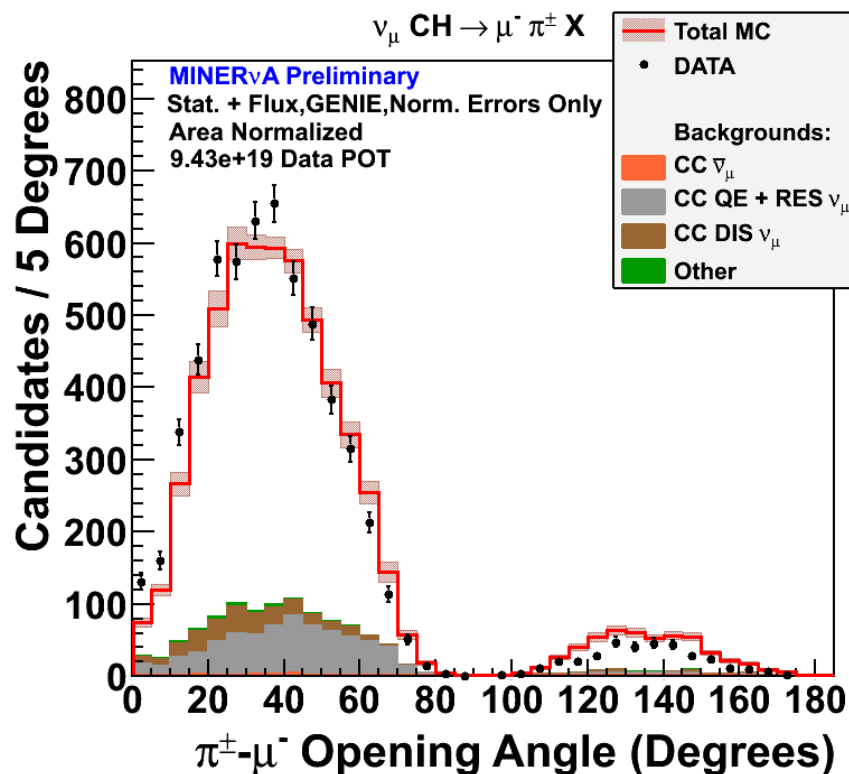 ν_μ CH → μ⁻ π^± X
Total MC
DATA
Backgrounds:
CC ν̅_μ
CC QE + RES ν_μ
CC DIS ν_μ
Other
MINERνA Preliminary
Stat. + Flux,GENIE,Norm. Errors Only
Area Normalized
9.43e+19 Data POT
Candidates / 5 Degrees
800
700
600
500
400
300
200
100
0
0 20 40 60 80 100 120 140 160 180
π^±-μ⁻ Opening Angle (Degrees)